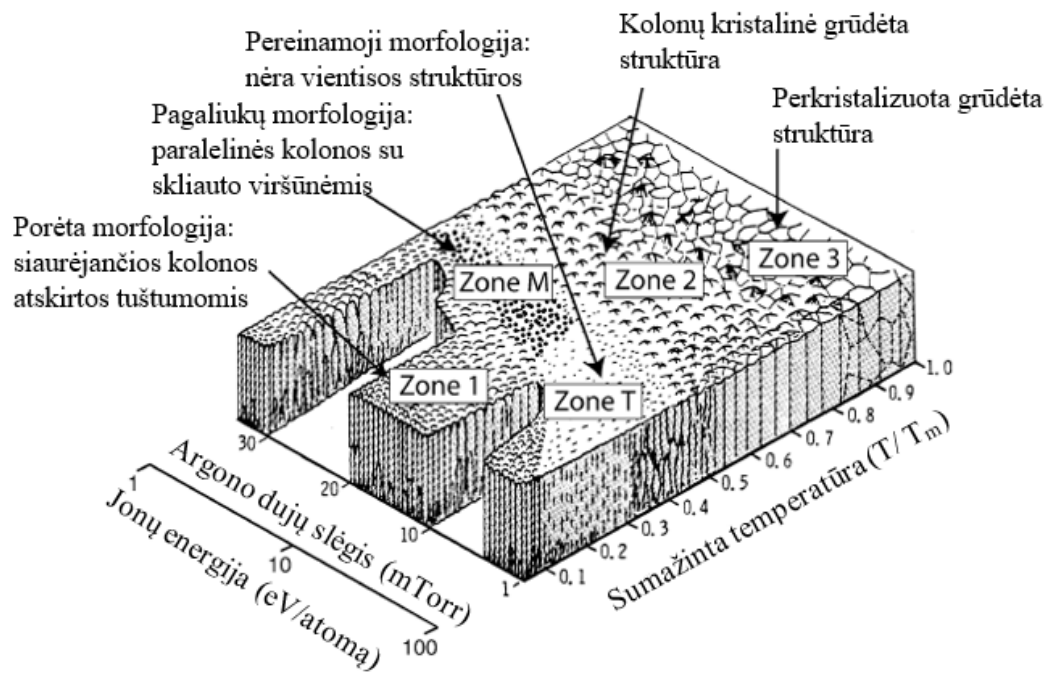 Pereinamoji morfologija:
nėra vientisos struktūros
Kolonų kristalinė grūdėta
struktūra
Pagaliukų morfologija:
paralelinės kolonos su
skliauto viršūnėmis
Perkristalizuota grūdėta
struktūra
Porėta morfologija:
siaurėjančios kolonos
atskirtos tuštumomis
Zone M
Zone 2
Zone 3
Zone 1
Zone T
30
20
10
1
Argono dujų slėgis (mTorr)
1
10
100
Jonų energija (eV/atomą)
0.1
0.2
0.3
0.4
0.5
0.6
0.7
0.8
0.9
1.0
Sumažinta temperatūra (T/ Tm)